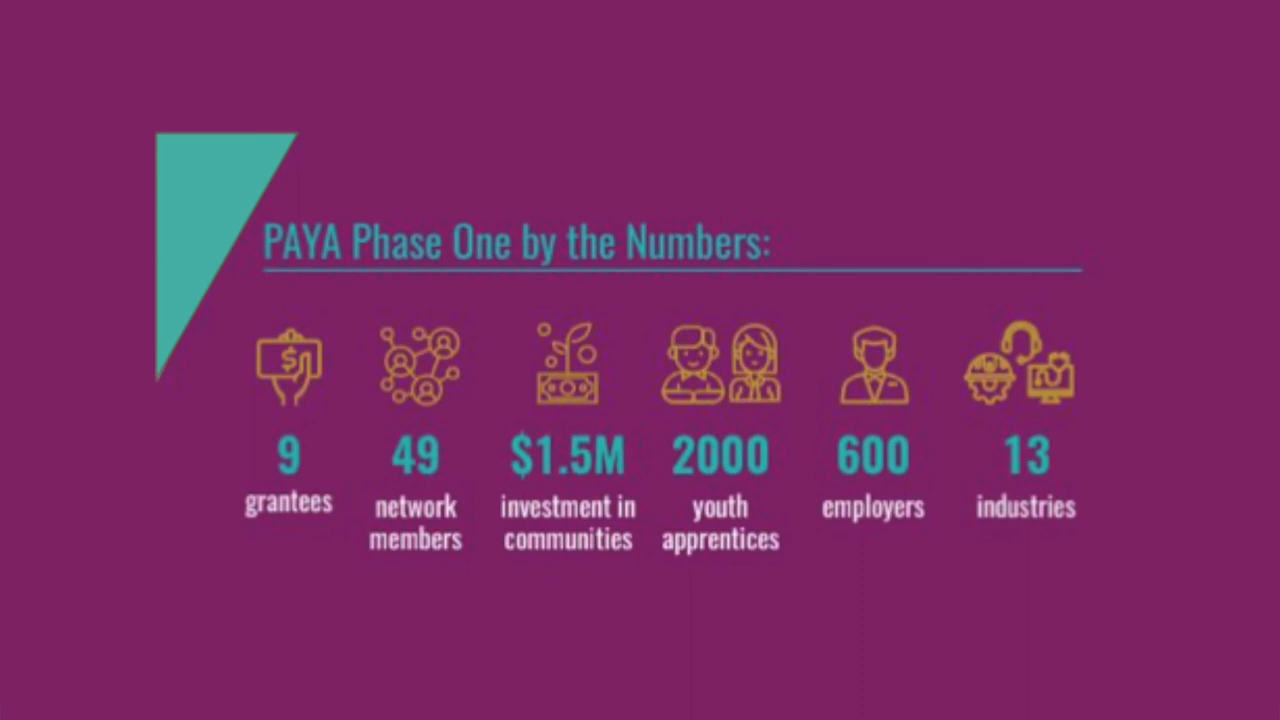 PAYA Phase One by the Numbers:
$
9
grantees
49
network
members
$1.5M
investment in
communities
2000
youth
apprentices
600
employers
13
industries